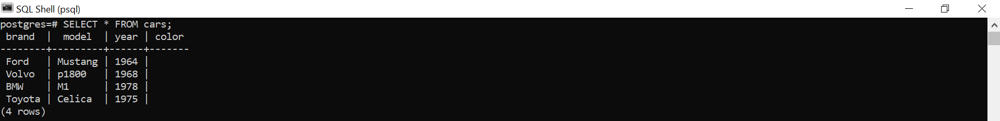 SQL Shell (psql)
postgres=# SELECT * FROM cars;
 brand  |  model  | year | color
--------+---------+------+-------
 Ford   | Mustang | 1964 |
 Volvo  | p1800   | 1968 |
 BMW    | M1      | 1978 |
 Toyota | Celica  | 1975 |
(4 rows)